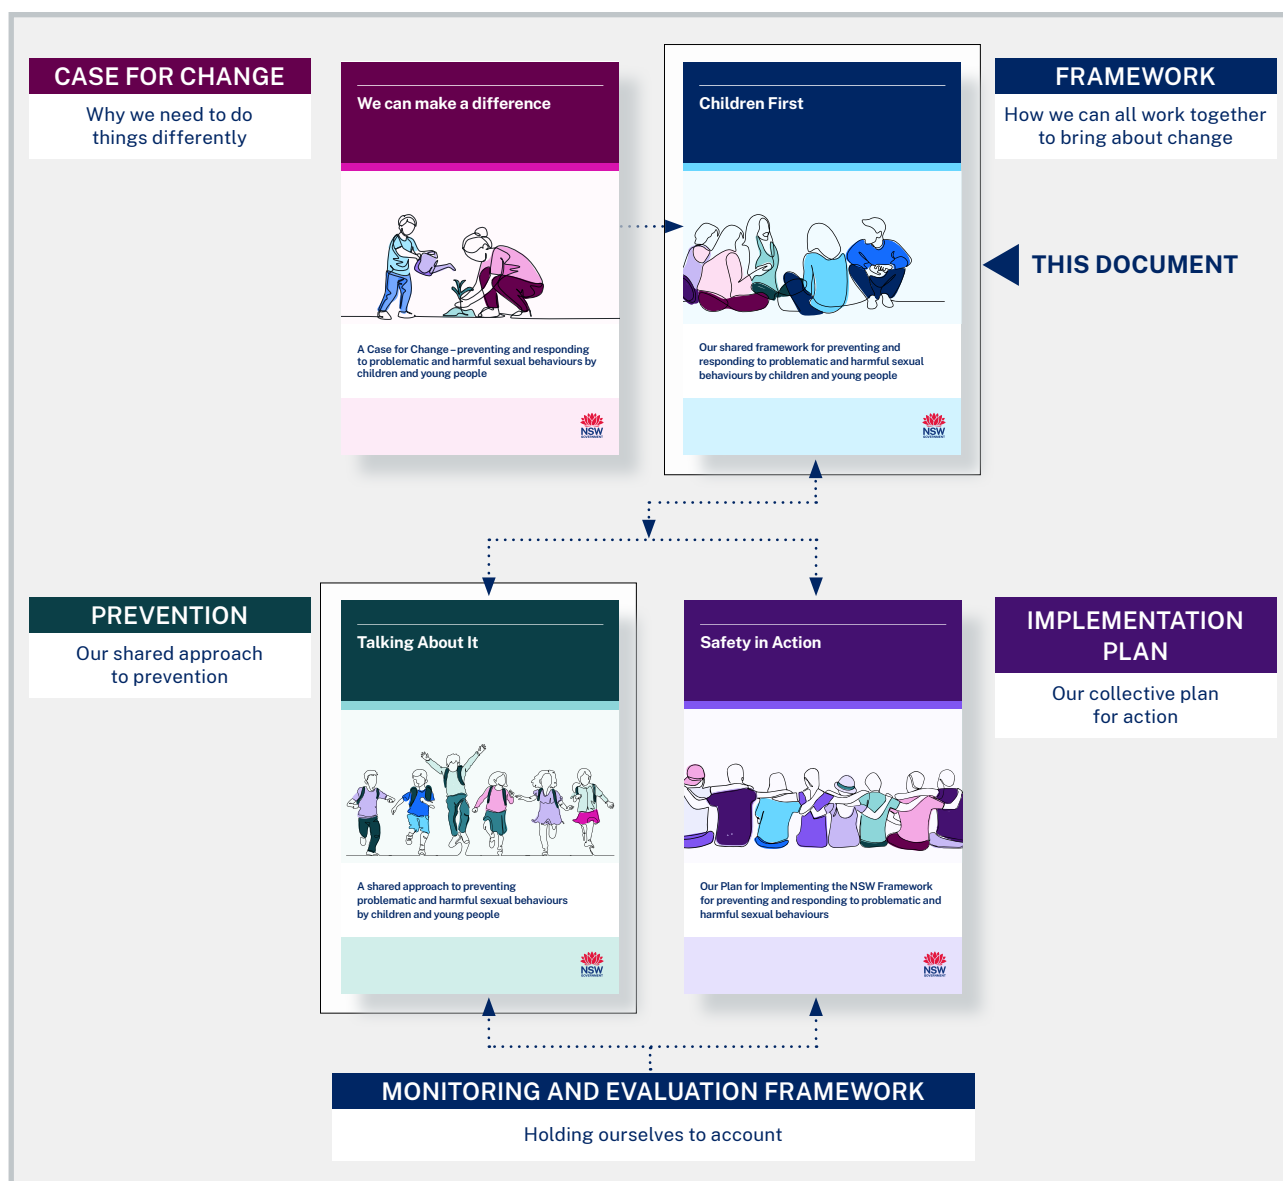 CASE FOR CHANGE
Why we need to do
things differently
We can make a difference
A Case for Change – preventing and responding
to problematic and harmful sexual behaviours by
children and young people
NSW
GOVERNMENT
Children First
Our shared framework for preventing and
responding to problematic and harmful sexual
behaviours by children and young people
NSW
GOVERNMENT
FRAMEWORK
How we can all work together
to bring about change
THIS DOCUMENT
PREVENTION
Our shared approach
to prevention
Talking About It
A shared approach to preventing
problematic and harmful sexual behaviours
by children and young people
NSW
GOVERNMENT
Safety in Action
Our Plan for Implementing the NSW Framework
for preventing and responding to problematic and
harmful sexual behaviours
NSW
GOVERNMENT
IMPLEMENTATION
PLAN
Our collective plan
for action
MONITORING AND EVALUATION FRAMEWORK
Holding ourselves to account